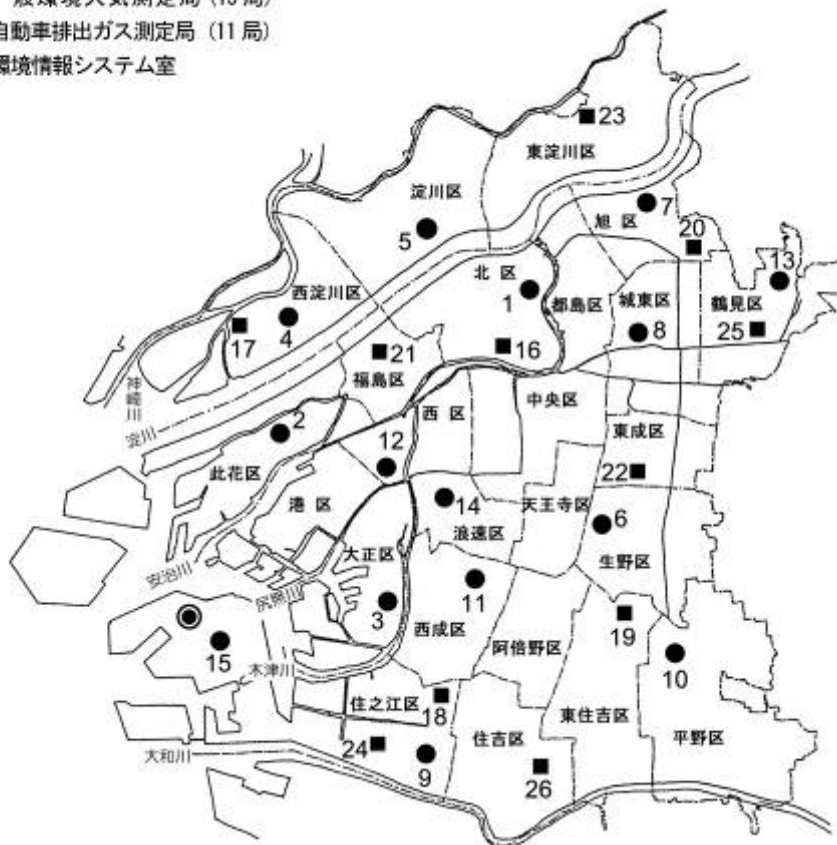 一般環境大気測定局（15局）
自動車排出ガス測定局（11局）
環境情報システム室
23
東淀川区
淀川区
7
旭区
5
20
13
北区
西淀川区
1
都島区
城東区
鶴見区
17
4
8
25
21
16
神崎川
福島区
淀川
2
西区
中央区
12
東成区
此花区
22
港区
14
天王寺区
6
浪速区
大正区
生野区
安治川
尻無川
11
3
西成区
19
15
阿倍野区
10
木津川
住之江区
18
東住吉区
大和川
24
住吉区
平野区
9
26